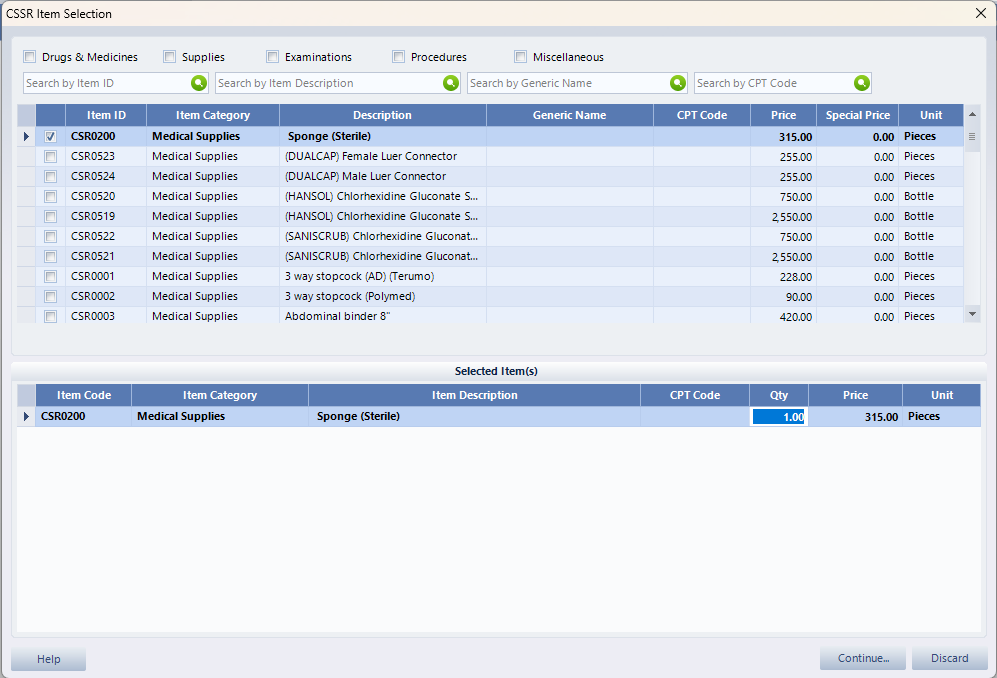 CSSR Item Selection
Drugs & Medicines Supplies Examinations Procedures Miscellaneous
Search by Item ID Search by Item Description Search by Generic Name Search by CPT Code
Item ID Item Category Description Generic Name CPT Code Price Special Price Unit
CSR0200 Medical Supplies Sponge (Sterile) 315.00 0.00 Pieces
CSR0523 Medical Supplies (DUALCAP) Female Luer Connector 255.00 0.00 Pieces
CSR0524 Medical Supplies (DUALCAP) Male Luer Connector 255.00 0.00 Pieces
CSR0520 Medical Supplies (HANSOL) Chlorhexidine Gluconate S... 750.00 0.00 Bottle
CSR0519 Medical Supplies (HANSOL) Chlorhexidine Gluconate S... 2,550.00 0.00 Bottle
CSR0522 Medical Supplies (SANISCRUB) Chlorhexidine Gluconat... 750.00 0.00 Bottle
CSR0521 Medical Supplies (SANISCRUB) Chlorhexidine Gluconat... 2,550.00 0.00 Bottle
CSR0001 Medical Supplies 3 way stopcock (AD) (Terumo) 228.00 0.00 Pieces
CSR0002 Medical Supplies 3 way stopcock (Polymed) 90.00 0.00 Pieces
CSR0003 Medical Supplies Abdominal binder 8" 420.00 0.00 Pieces
Selected Item(s)
Item Code Item Category Item Description CPT Code Qty Price Unit
CSR0200 Medical Supplies Sponge (Sterile) 1.00 315.00 Pieces
Help Continue... Discard